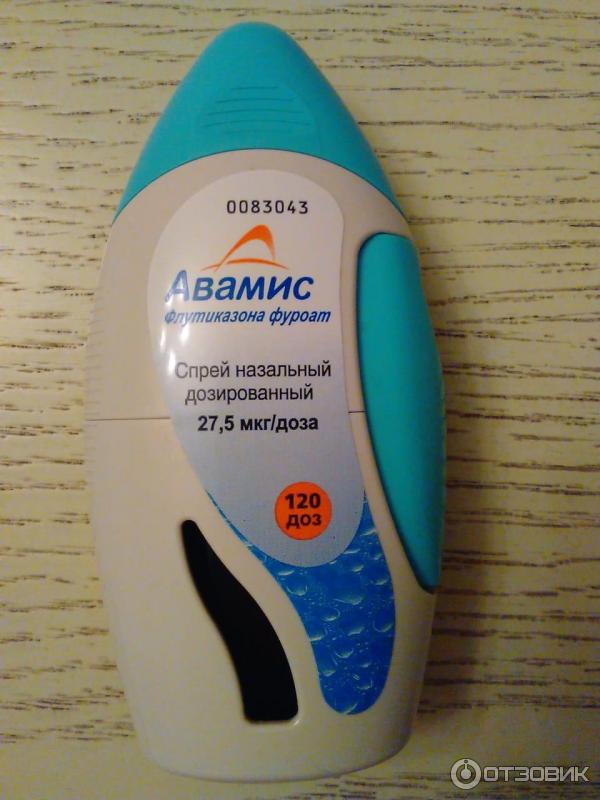 0083043
Авамис
Флутиказона фуроат
Спрей назальный
дозированный
27,5 мкг/доза
120
доз
ОТЗОВИК